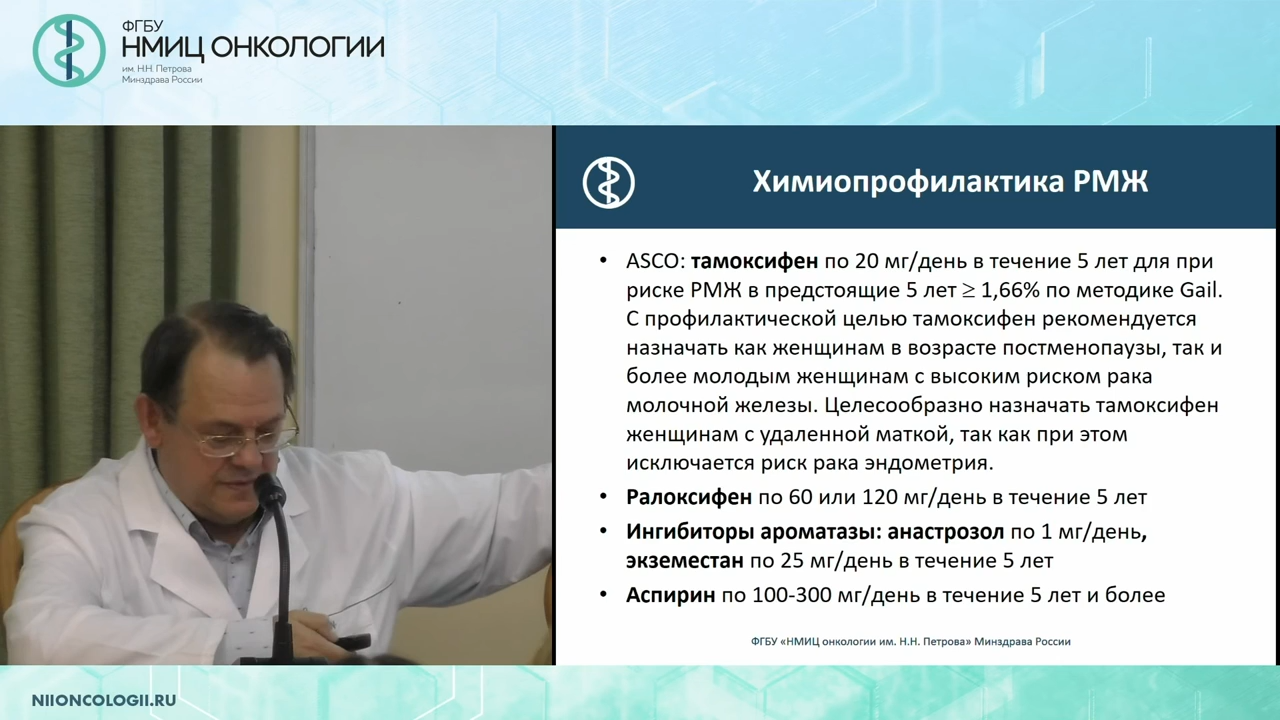 ФГБУ
НМИЦ ОНКОЛОГИИ
им. Н.Н. Петрова
Минздрава России
Химиопрофилактика РМЖ
• ASCO: тамоксифен по 20 мг/день в течение 5 лет для при
риске РМЖ в предстоящие 5 лет ≥ 1,66% по методике Gail.
С профилактической целью тамоксифен рекомендуется
назначать как женщинам в возрасте постменопаузы, так и
более молодым женщинам с высоким риском рака
молочной железы. Целесообразно назначать тамоксифен
женщинам с удаленной маткой, так как при этом
исключается риск рака эндометрия.
• Ралоксифен по 60 или 120 мг/день в течение 5 лет
• Ингибиторы ароматазы: анастрозол по 1 мг/день,
экземестан по 25 мг/день в течение 5 лет
• Аспирин по 100-300 мг/день в течение 5 лет и более
ФГБУ «НМИЦ онкологии им. Н.Н. Петрова» Минздрава России
NIIONCOLOGII.RU